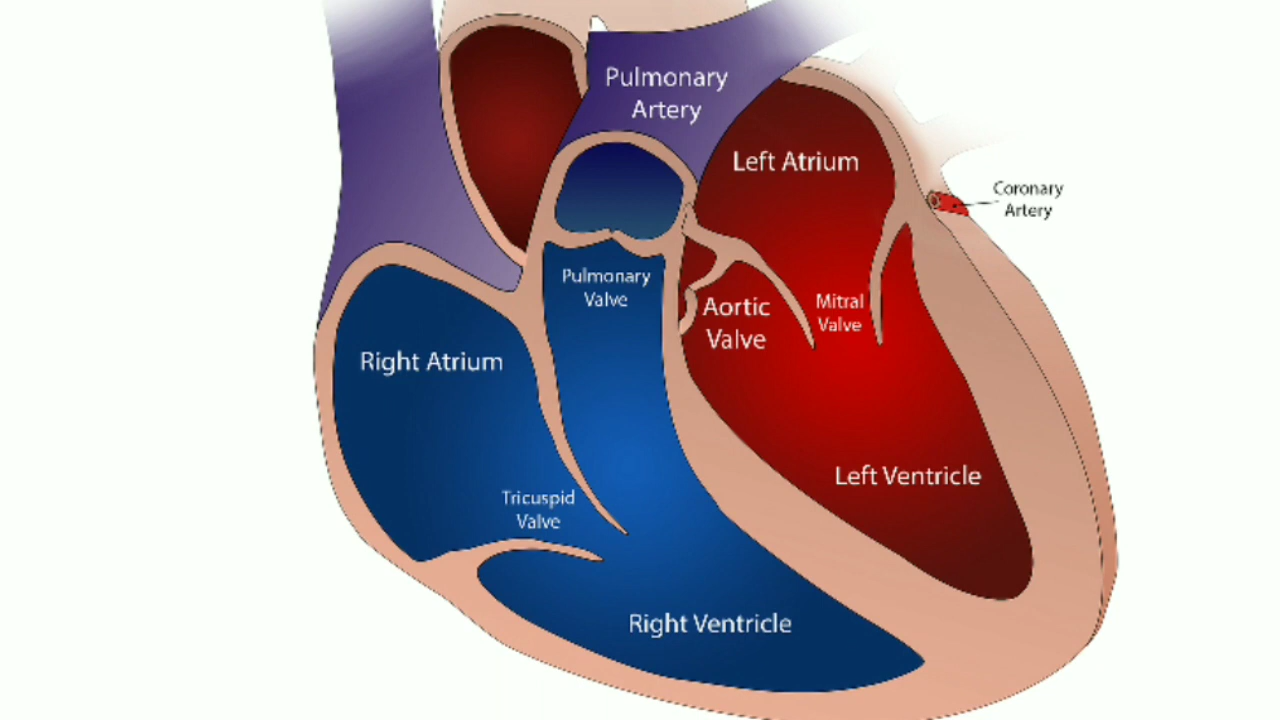 Pulmonary
Artery
Left Atrium
Coronary
Artery
Pulmonary
Valve
Aortic
Valve
Mitral
Valve
Right Atrium
Left Ventricle
Tricuspid
Valve
Right Ventricle